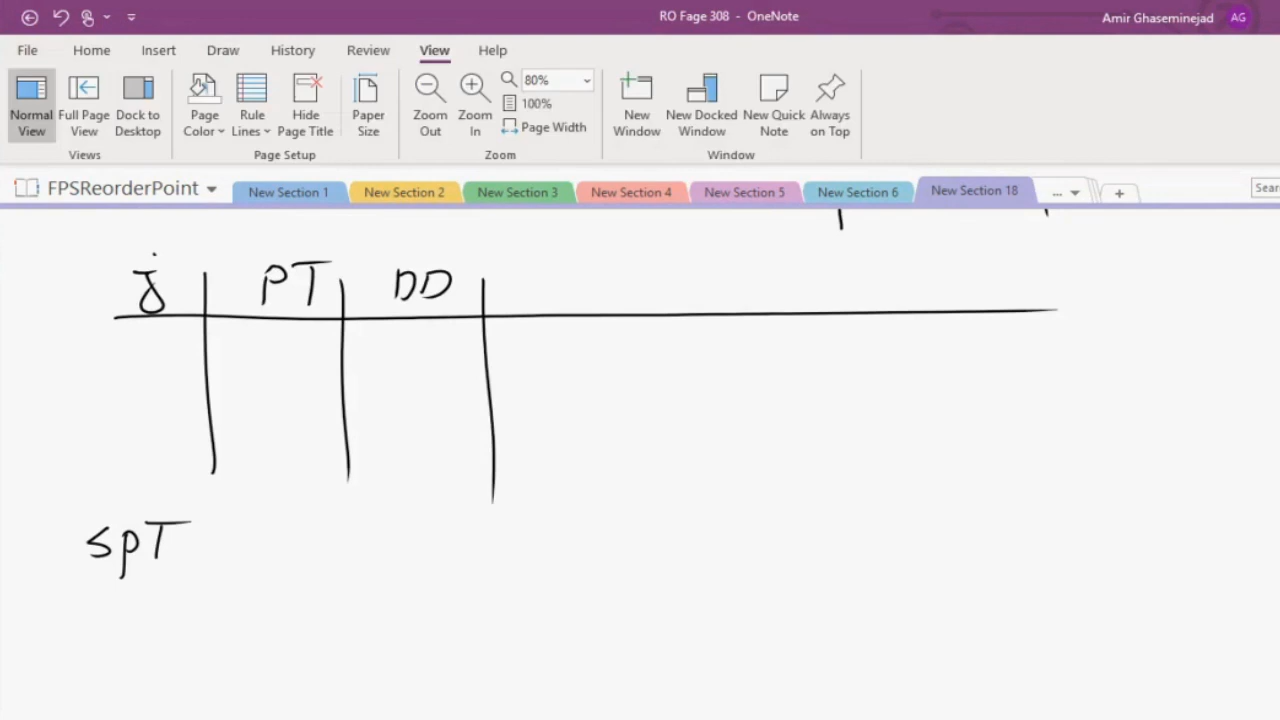 RO Fage 308 - OneNote
Amir Ghaseminejad AG
File Home Insert Draw History Review View Help
Normal View
Full Page View
Dock to Desktop
Page Color
Rule Lines
Hide Page Title
Paper Size
Zoom Out
Zoom In
80%
100%
Page Width
New Window
New Docked Window
New Quick Note
Always on Top
Views Page Setup Zoom Window
FPSReorderPoint New Section 1 New Section 2 New Section 3 New Section 4 New Section 5 New Section 6 New Section 18 ... + Sear
j PT DD
SPT